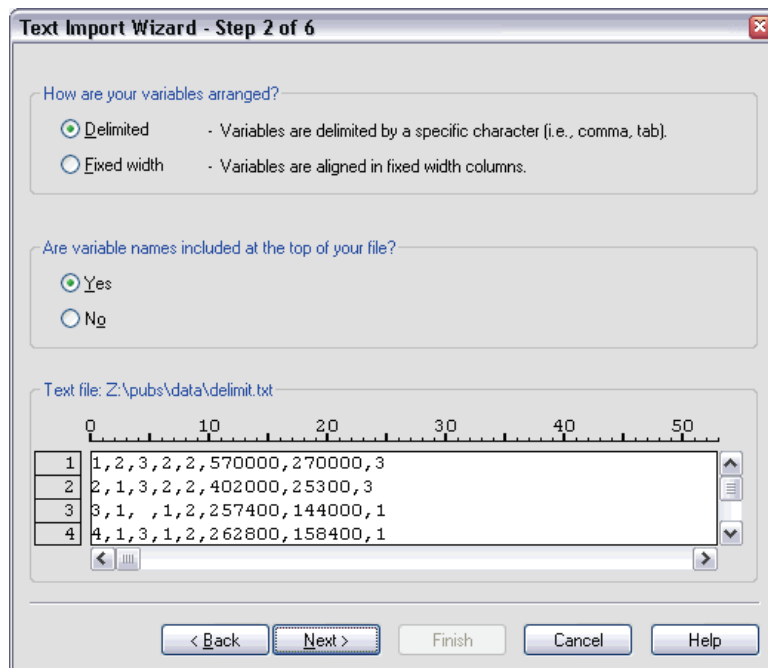 Text Import Wizard - Step 2 of 6
How are your variables arranged?
Delimited - Variables are delimited by a specific character (i.e., comma, tab).
Fixed width - Variables are aligned in fixed width columns.
Are variable names included at the top of your file?
Yes
No
Text file: Z:\pubs\data\delimit.txt
0 10 20 30 40 50
1 1,2,3,2,2,570000,270000,3
2 2,1,3,2,2,402000,25300,3
3 3,1, ,1,2,257400,144000,1
4 4,1,3,1,2,262800,158400,1
< Back Next > Finish Cancel Help